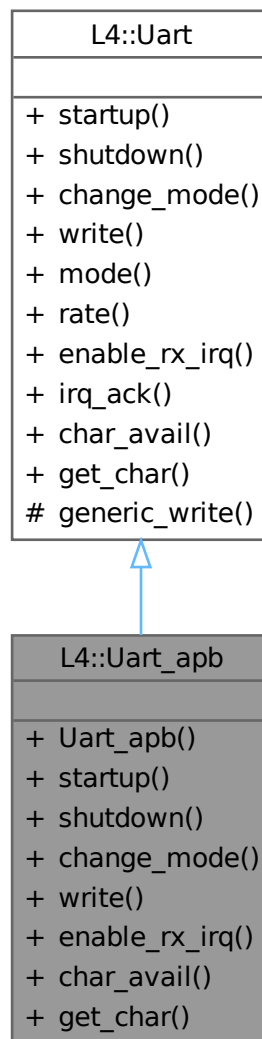 L4::Uart
+ startup()
+ shutdown()
+ change_mode()
+ write()
+ mode()
+ rate()
+ enable_rx_irq()
+ irq_ack()
+ char_avail()
+ get_char()
# generic_write()
L4::Uart_apb
+ Uart_apb()
+ startup()
+ shutdown()
+ change_mode()
+ write()
+ enable_rx_irq()
+ char_avail()
+ get_char()